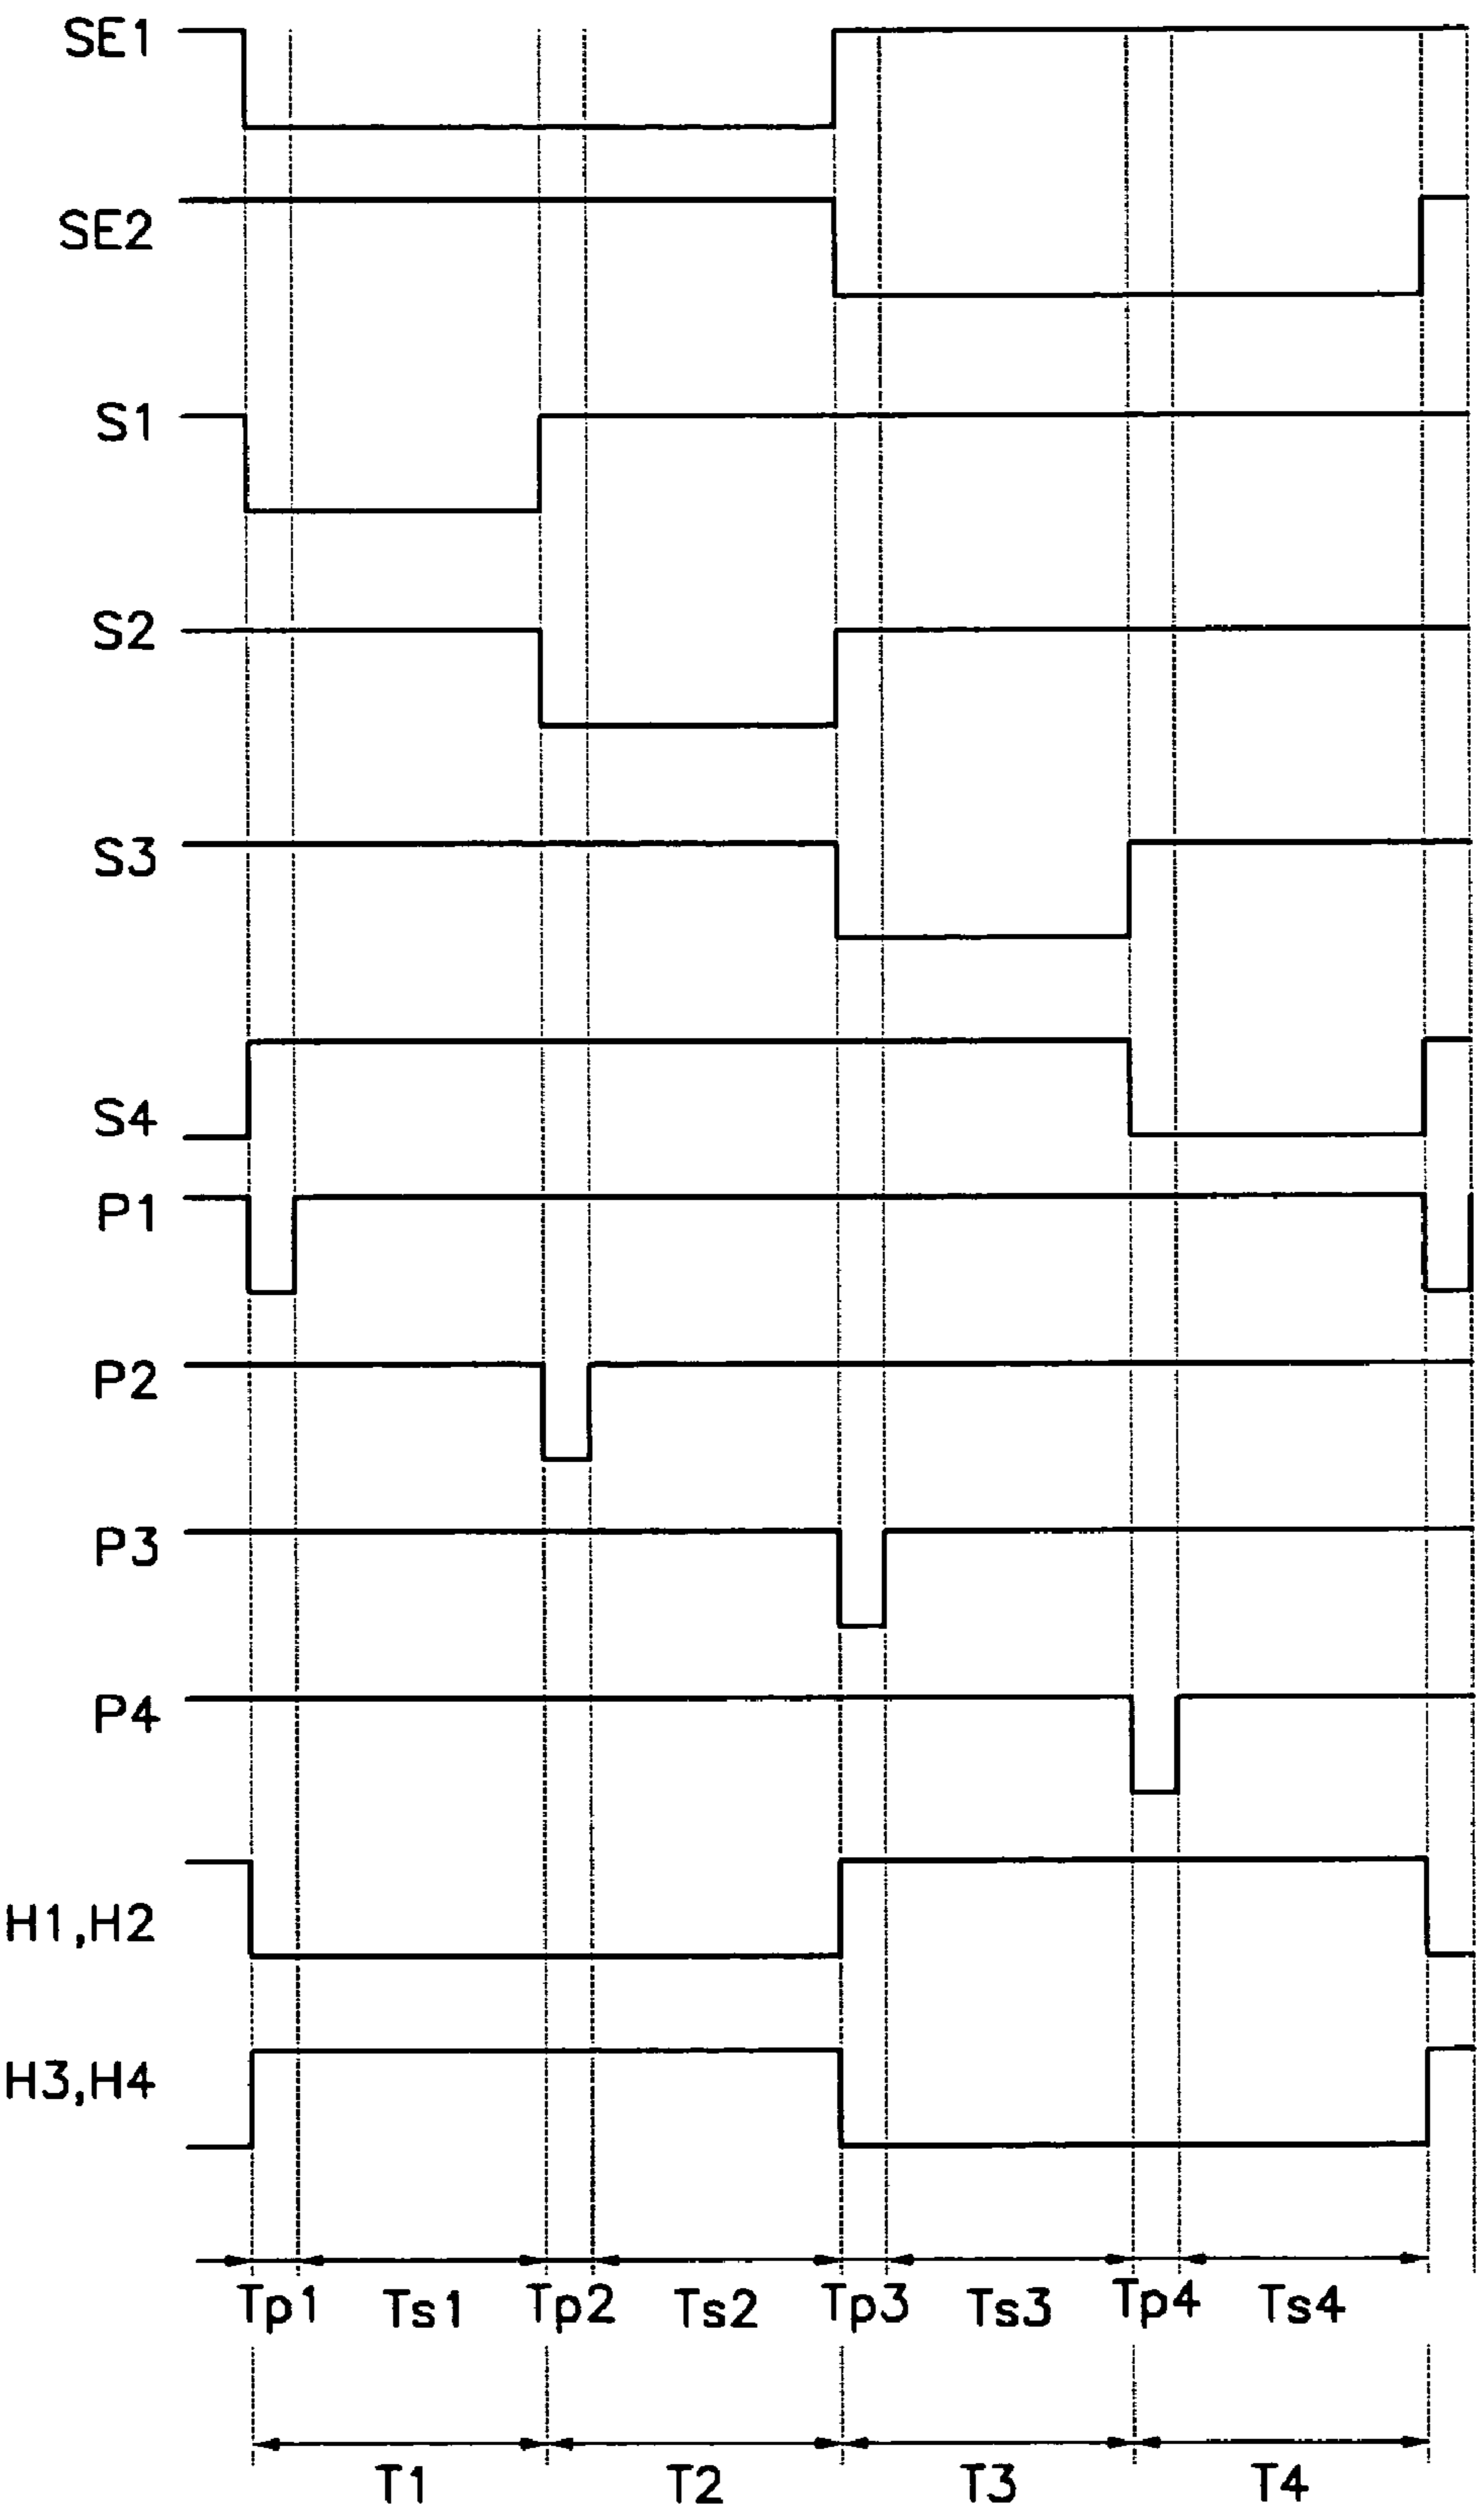 SE1
SE2
S1
S2
S3
S4
P1
P2
P3
P4
H1,H2
H3,H4
Tp1 Ts1 Tp2 Ts2 Tp3 Ts3 Tp4 Ts4
T1 T2 T3 T4